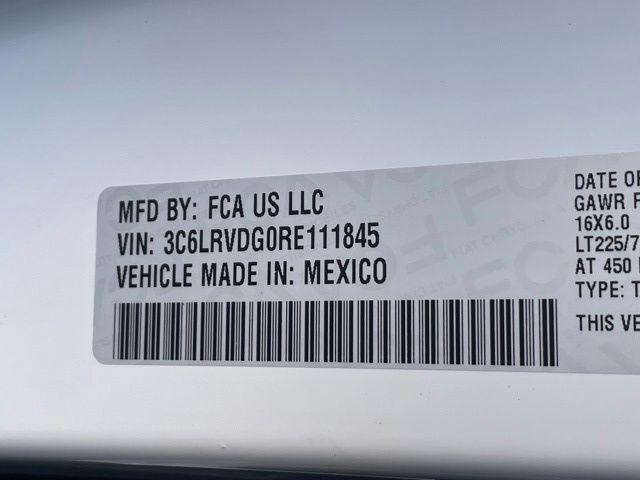 MFD BY: FCA US LLC
VIN: 3C6LRVDG0RE111845
VEHICLE MADE IN: MEXICO
DATE OF
GAWR F
16X6.0
LT225/7
AT 450
TYPE: T
THIS VE